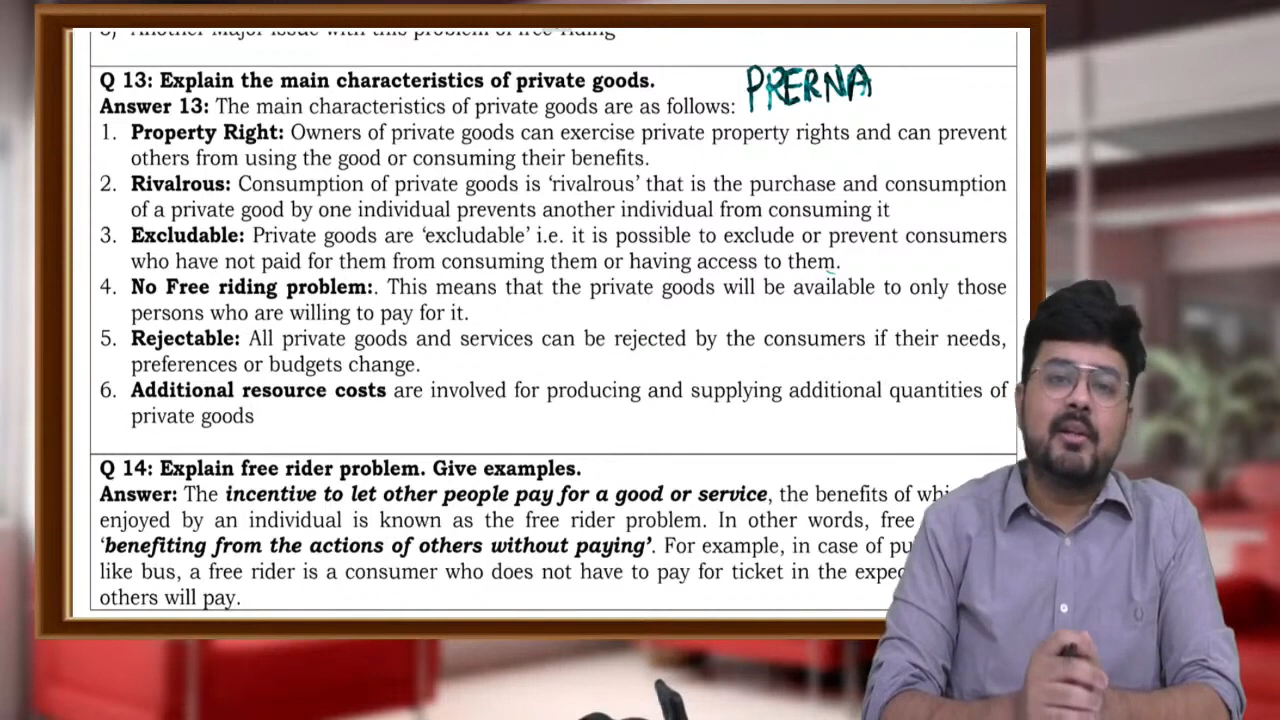 Q 13: Explain the main characteristics of private goods.
PRERNA
Answer 13: The main characteristics of private goods are as follows:
1. Property Right: Owners of private goods can exercise private property rights and can prevent
others from using the good or consuming their benefits.
2. Rivalrous: Consumption of private goods is ‘rivalrous’ that is the purchase and consumption
of a private good by one individual prevents another individual from consuming it
3. Excludable: Private goods are ‘excludable’ i.e. it is possible to exclude or prevent consumers
who have not paid for them from consuming them or having access to them.
4. No Free riding problem:. This means that the private goods will be available to only those
persons who are willing to pay for it.
5. Rejectable: All private goods and services can be rejected by the consumers if their needs,
preferences or budgets change.
6. Additional resource costs are involved for producing and supplying additional quantities of
private goods
Q 14: Explain free rider problem. Give examples.
Answer: The incentive to let other people pay for a good or service, the benefits of
enjoyed by an individual is known as the free rider problem. In other words, free
‘benefiting from the actions of others without paying’. For example, in case of
like bus, a free rider is a consumer who does not have to pay for ticket in the
others will pay.